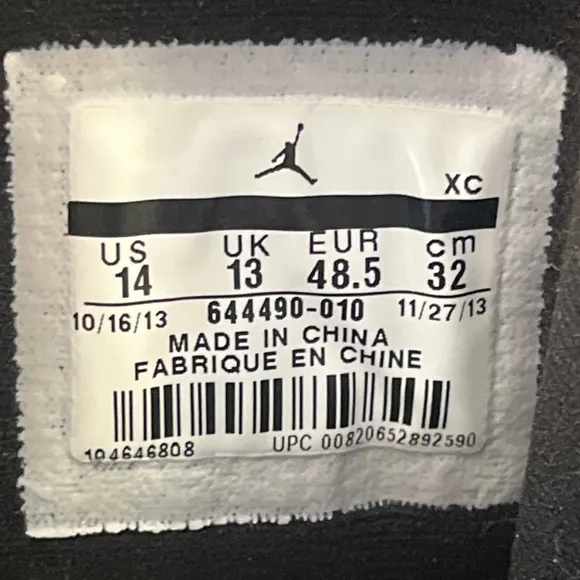 XC
US UK EUR cm
14 13 48.5 32
10/16/13 644490-010 11/27/13
MADE IN CHINA
FABRIQUE EN CHINE
104646808 UPC 00820652892590